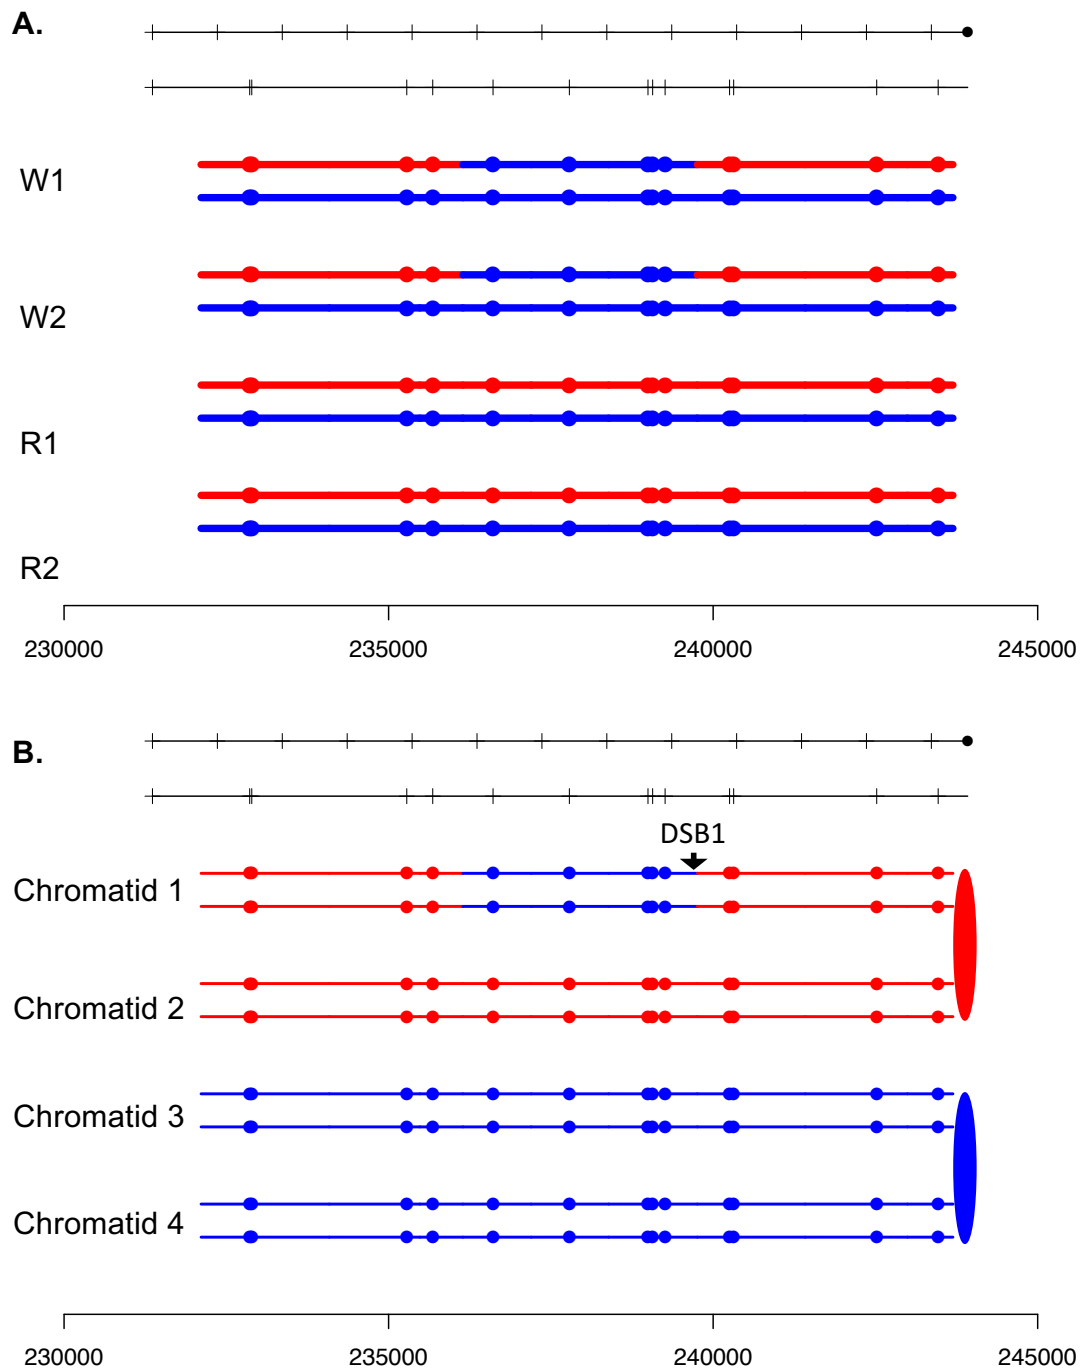 A.
W1
W2
R1
R2
230000 235000 240000 245000
B.
DSB1
Chromatid 1
Chromatid 2
Chromatid 3
Chromatid 4
230000 235000 240000 245000